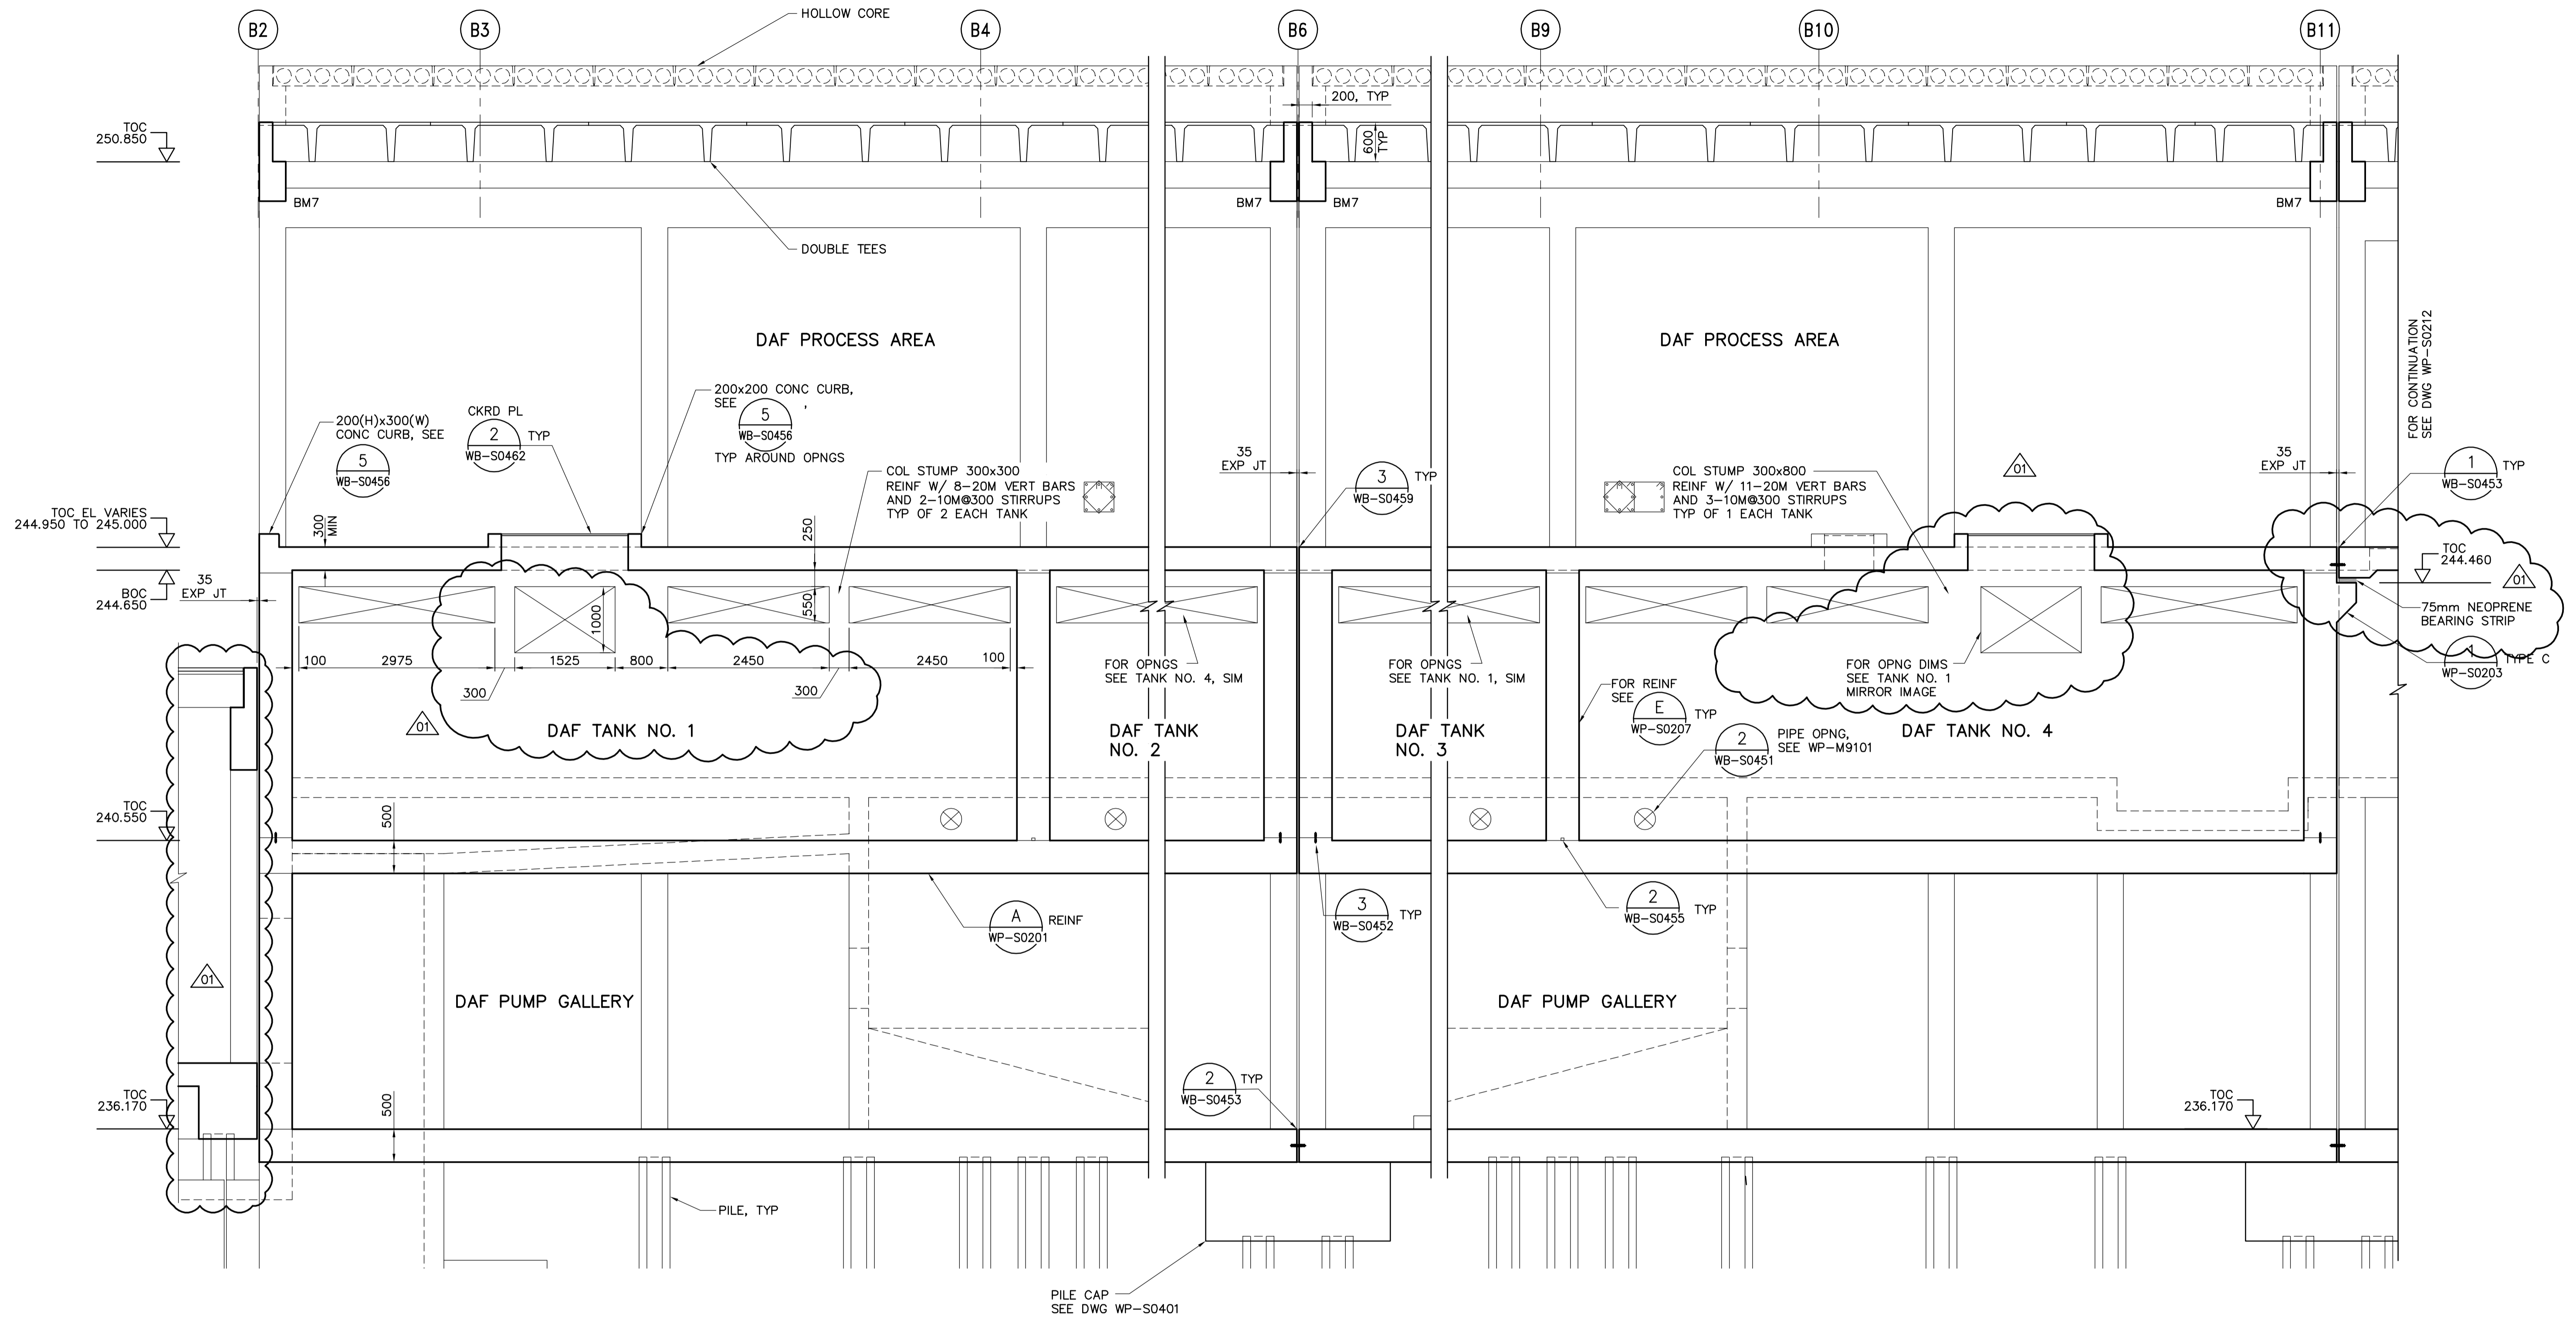 HOLLOW CORE
B2
B3
B4
B6
B9
B10
B11
200, TYP
600
TYP
TOC
250.850
BM7
BM7
BM7
BM7
DOUBLE TEES
DAF PROCESS AREA
DAF PROCESS AREA
FOR CONTINUATION
SEE DWG WP-S0212
200(H)x300(W)
CONC CURB, SEE
5
WB-S0456
CKRD PL
2
WB-S0462
TYP
200x200 CONC CURB,
SEE
5
WB-S0456
,
TYP AROUND OPNGS
COL STUMP 300x300
REINF W/ 8-20M VERT BARS
AND 2-10M@300 STIRRUPS
TYP OF 2 EACH TANK
35
EXP JT
3
WB-S0459
TYP
COL STUMP 300x800
REINF W/ 11-20M VERT BARS
AND 3-10M@300 STIRRUPS
TYP OF 1 EACH TANK
01
35
EXP JT
1
WB-S0453
TYP
TOC EL VARIES
244.950 TO 245.000
300
MIN
250
TOC
244.460
01
BOC
244.650
35
EXP JT
1000
550
75mm NEOPRENE
BEARING STRIP
1
WP-S0203
TYPE C
100
2975
1525
800
2450
2450
100
300
300
FOR OPNGS
SEE TANK NO. 4, SIM
FOR OPNGS
SEE TANK NO. 1, SIM
FOR OPNG DIMS
SEE TANK NO. 1
MIRROR IMAGE
FOR REINF
SEE
E
WP-S0207
TYP
01
DAF TANK NO. 1
DAF TANK
NO. 2
DAF TANK
NO. 3
2
WB-S0451
PIPE OPNG,
SEE WP-M9101
DAF TANK NO. 4
TOC
240.550
500
A
WP-S0201
REINF
3
WB-S0452
TYP
2
WB-S0455
TYP
01
DAF PUMP GALLERY
DAF PUMP GALLERY
2
WB-S0453
TYP
TOC
236.170
500
TOC
236.170
PILE, TYP
PILE CAP
SEE DWG WP-S0401